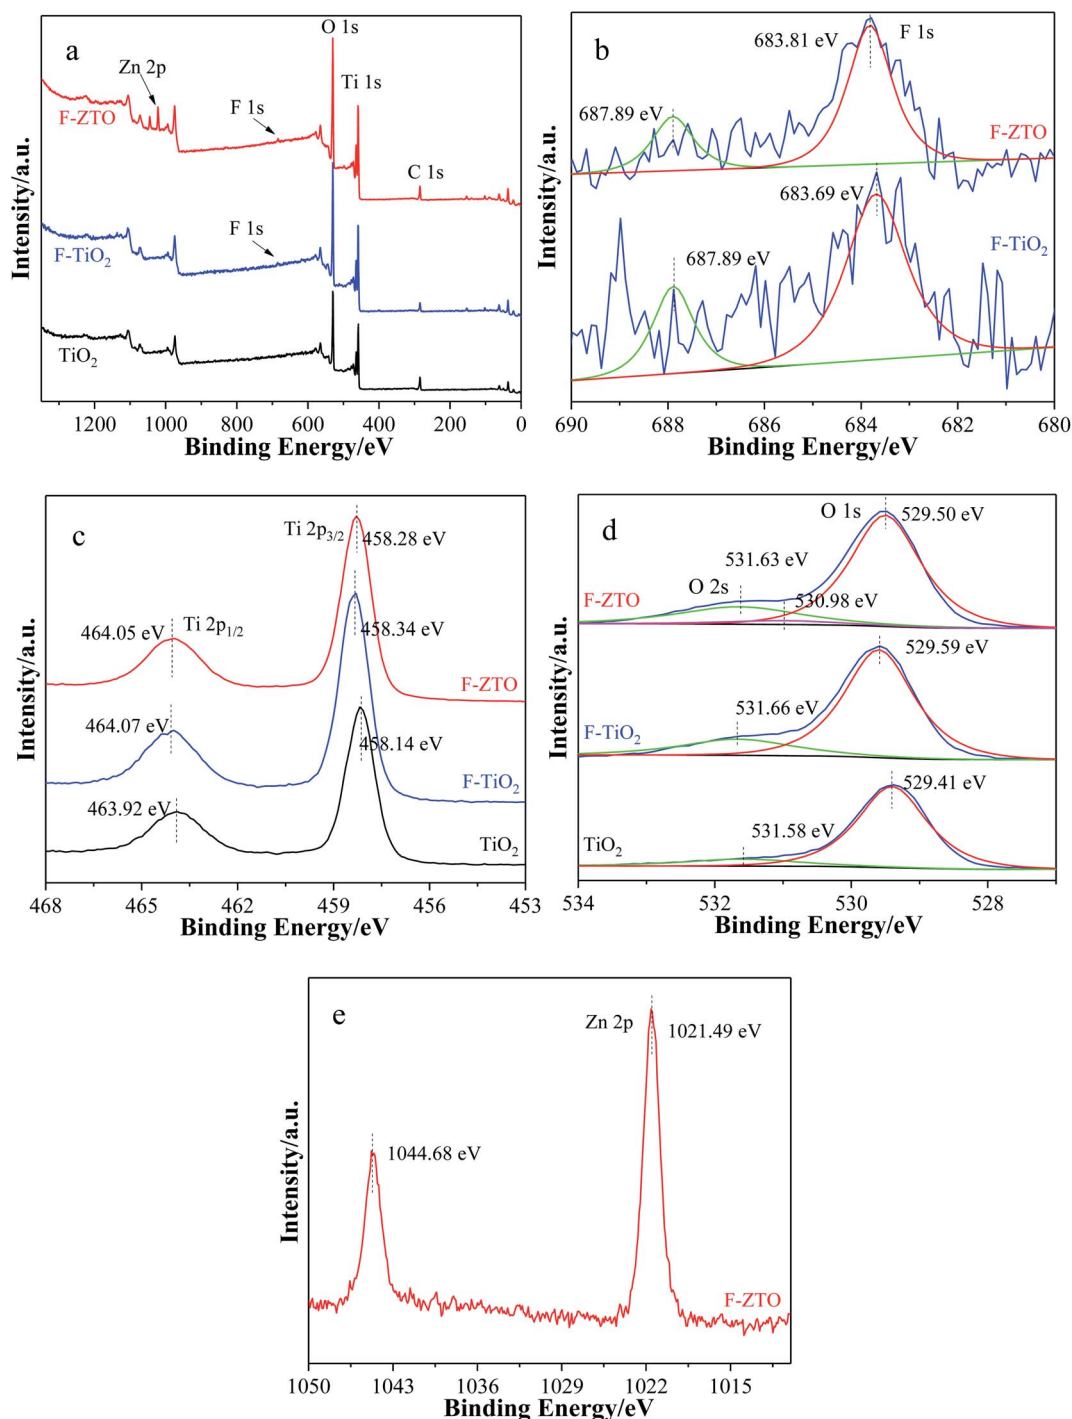 a
O 1s
Zn 2p
Ti 1s
F 1s
F-ZTO
C 1s
F 1s
F-TiO2
TiO2
1200 1000 800 600 400 200 0
Binding Energy/eV
Intensity/a.u.
b
683.81 eV
F 1s
687.89 eV
F-ZTO
683.69 eV
F-TiO2
687.89 eV
690 688 686 684 682 680
Binding Energy/eV
Intensity/a.u.
c
Ti 2p3/2
458.28 eV
464.05 eV
Ti 2p1/2
458.34 eV
F-ZTO
464.07 eV
458.14 eV
F-TiO2
463.92 eV
TiO2
468 465 462 459 456 453
Binding Energy/eV
Intensity/a.u.
d
O 1s
529.50 eV
531.63 eV
O 2s
F-ZTO
530.98 eV
529.59 eV
531.66 eV
F-TiO2
529.41 eV
531.58 eV
TiO2
534 532 530 528
Binding Energy/eV
Intensity/a.u.
e
Zn 2p
1021.49 eV
1044.68 eV
F-ZTO
1050 1043 1036 1029 1022 1015
Binding Energy/eV
Intensity/a.u.